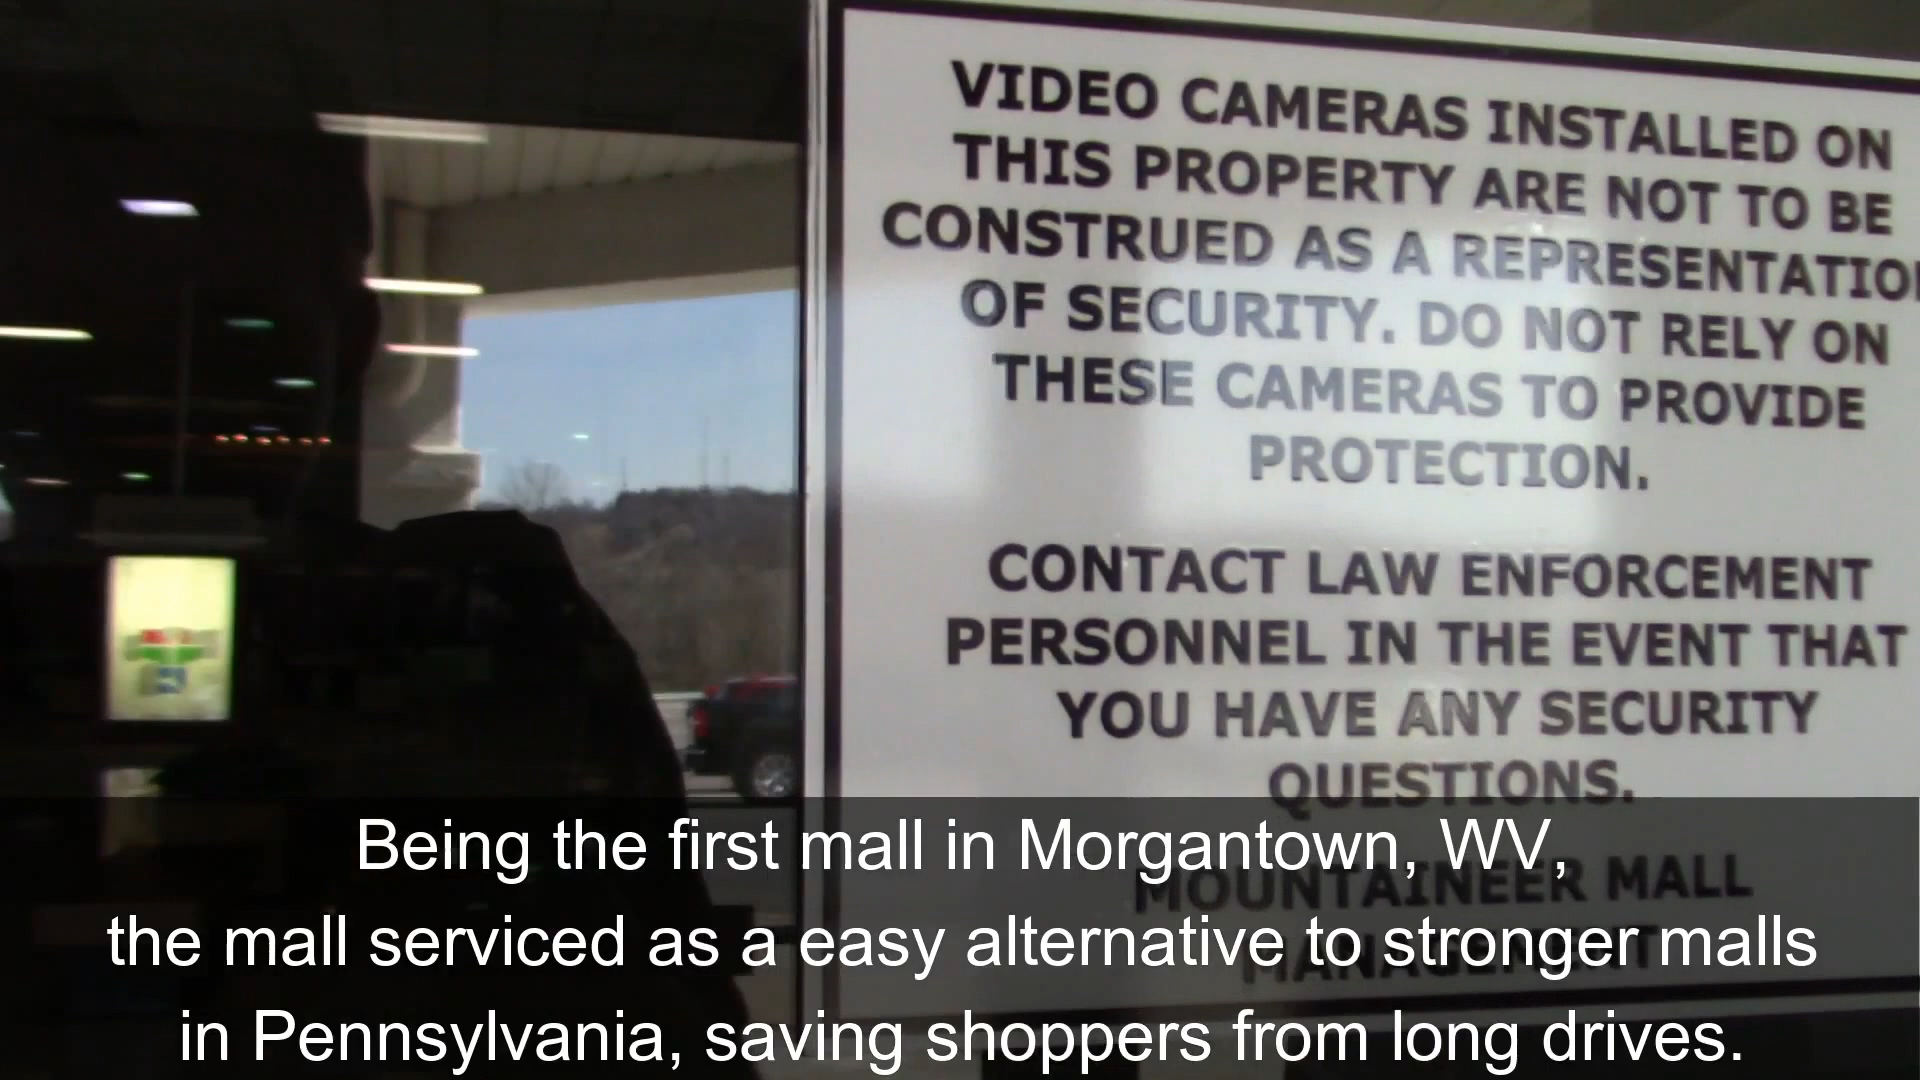 VIDEO CAMERAS INSTALLED ON
THIS PROPERTY ARE NOT TO BE
CONSTRUED AS A REPRESENTATIO
OF SECURITY. DO NOT RELY ON
THESE CAMERAS TO PROVIDE
PROTECTION.
CONTACT LAW ENFORCEMENT
PERSONNEL IN THE EVENT THAT
YOU HAVE ANY SECURITY
QUESTIONS.
MOUNTAINEER MALL
MANAGEMENT
Being the first mall in Morgantown, WV,
the mall serviced as a easy alternative to stronger malls
in Pennsylvania, saving shoppers from long drives.